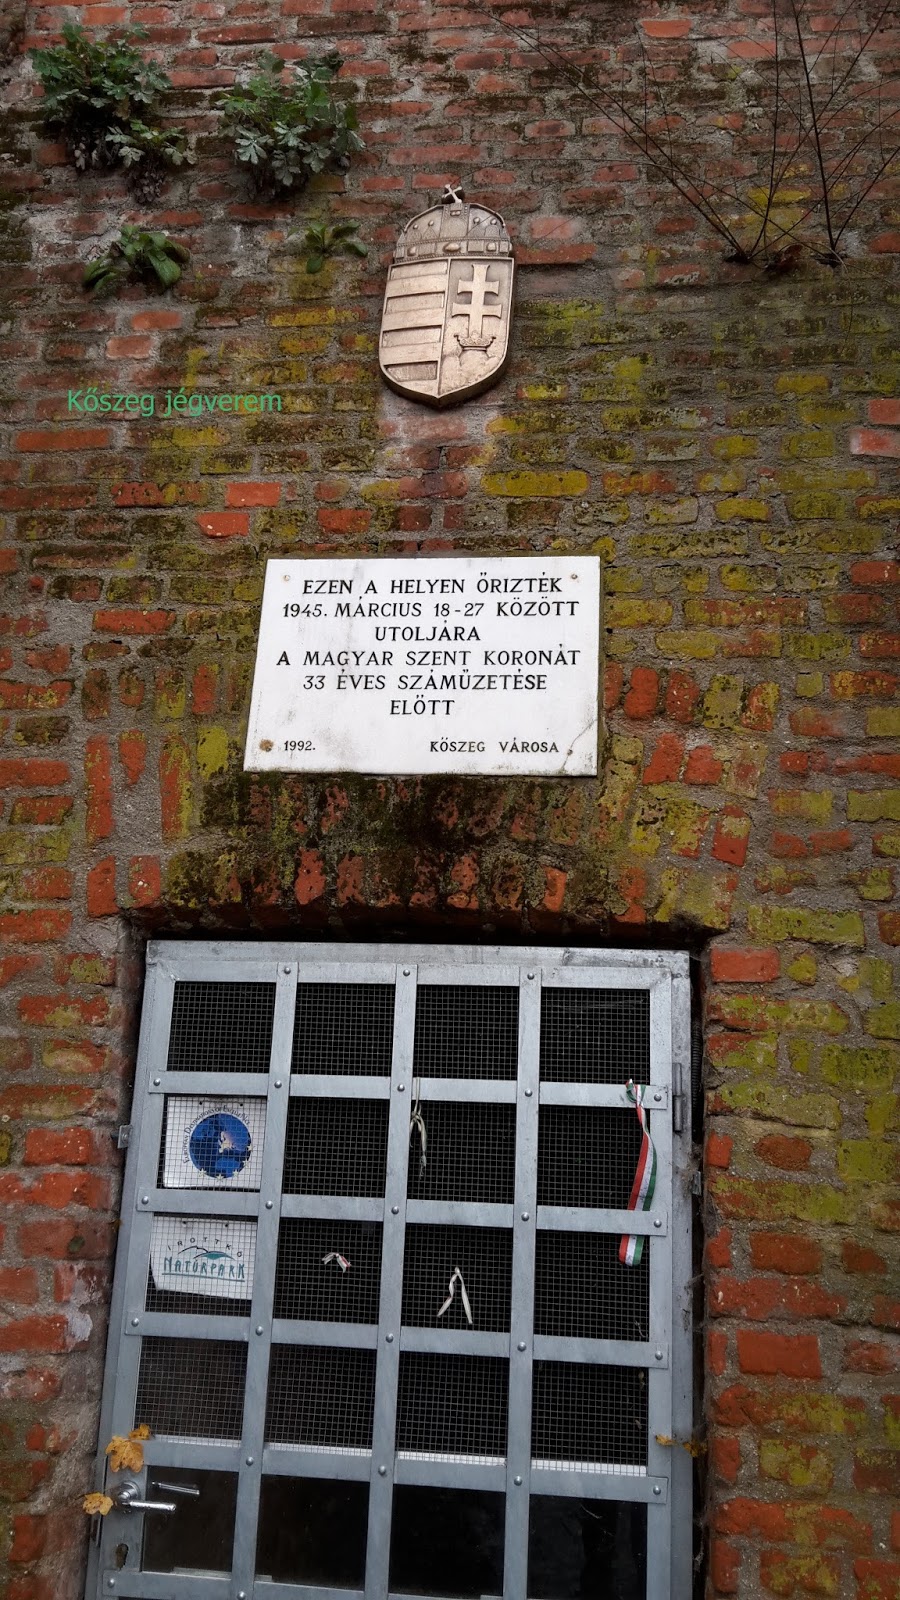 Kőszeg jégverem
EZEN A HELYEN ŐRIZTÉK
1945. MÁRCIUS 18-27 KÖZÖTT
UTOLJÁRA
A MAGYAR SZENT KORONÁT
33 ÉVES SZÁMŰZETÉSE
ELŐTT
1992. KŐSZEG VÁROSA
IROTTKŐ
NATÚRPARK